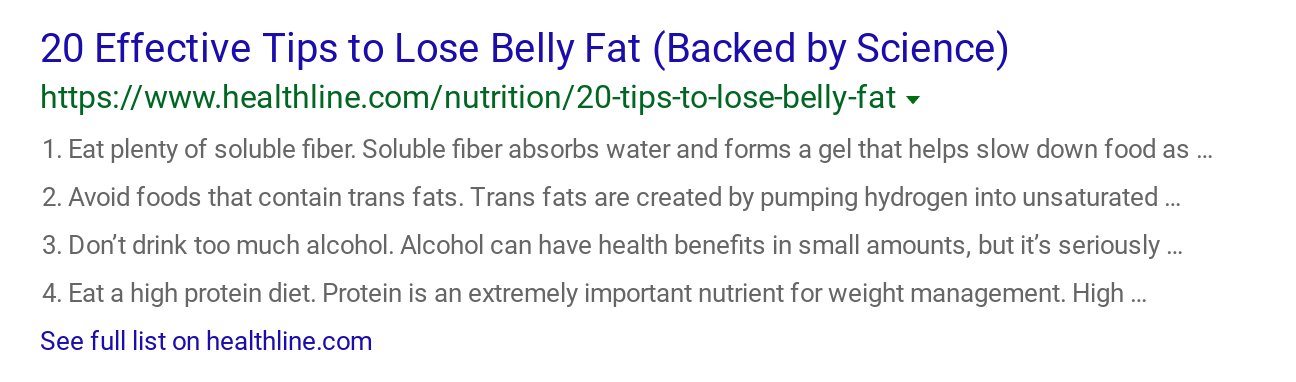 20 Effective Tips to Lose Belly Fat (Backed by Science)
https://www.healthline.com/nutrition/20-tips-to-lose-belly-fat
1. Eat plenty of soluble fiber. Soluble fiber absorbs water and forms a gel that helps slow down food as ...
2. Avoid foods that contain trans fats. Trans fats are created by pumping hydrogen into unsaturated ...
3. Don’t drink too much alcohol. Alcohol can have health benefits in small amounts, but it’s seriously ...
4. Eat a high protein diet. Protein is an extremely important nutrient for weight management. High ...
See full list on healthline.com